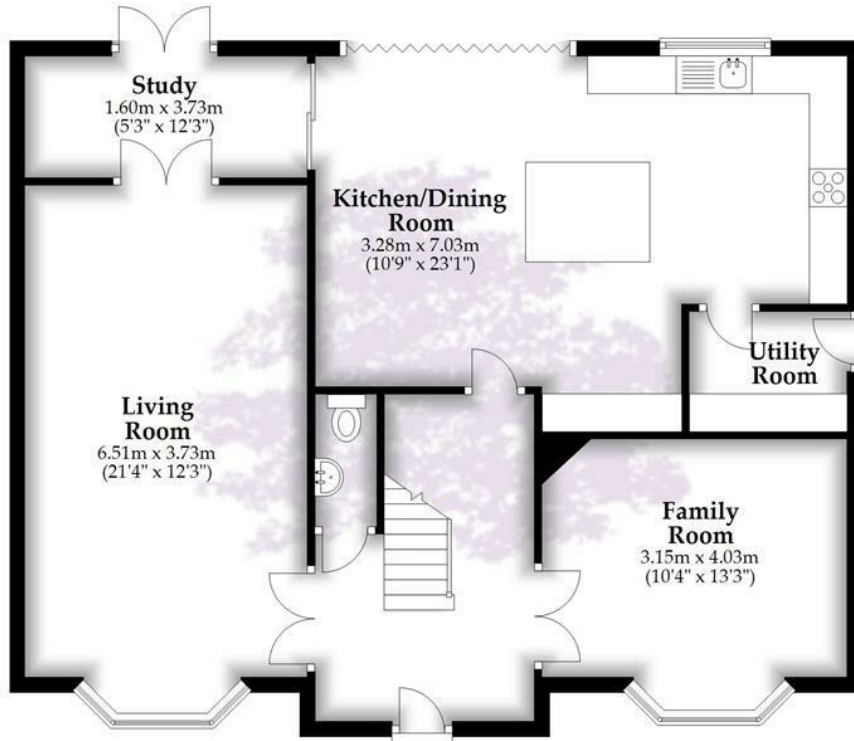 Study
1.60m x 3.73m
(5'3" x 12'3")
Kitchen/Dining
Room
3.28m x 7.03m
(10'9" x 23'1")
Utility
Room
Living
Room
6.51m x 3.73m
(21'4" x 12'3")
Family
Room
3.15m x 4.03m
(10'4" x 13'3")